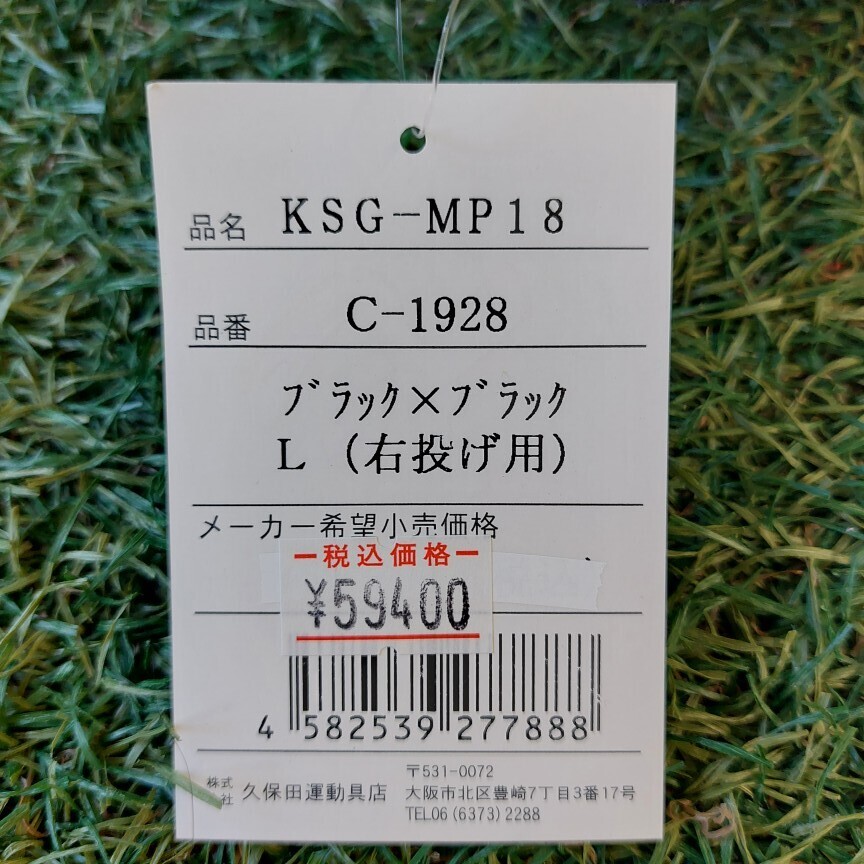 品名 KSG-MP18
品番 C-1928
ﾌﾞﾗｯｸ×ﾌﾞﾗｯｸ
L (右投げ用)
メーカー希望小売価格
ー税込価格ー
¥59400
4 582539 277888
株式会社 久保田運動具店
〒531-0072
大阪市北区豊崎7丁目3番17号
TEL06(6373)2288